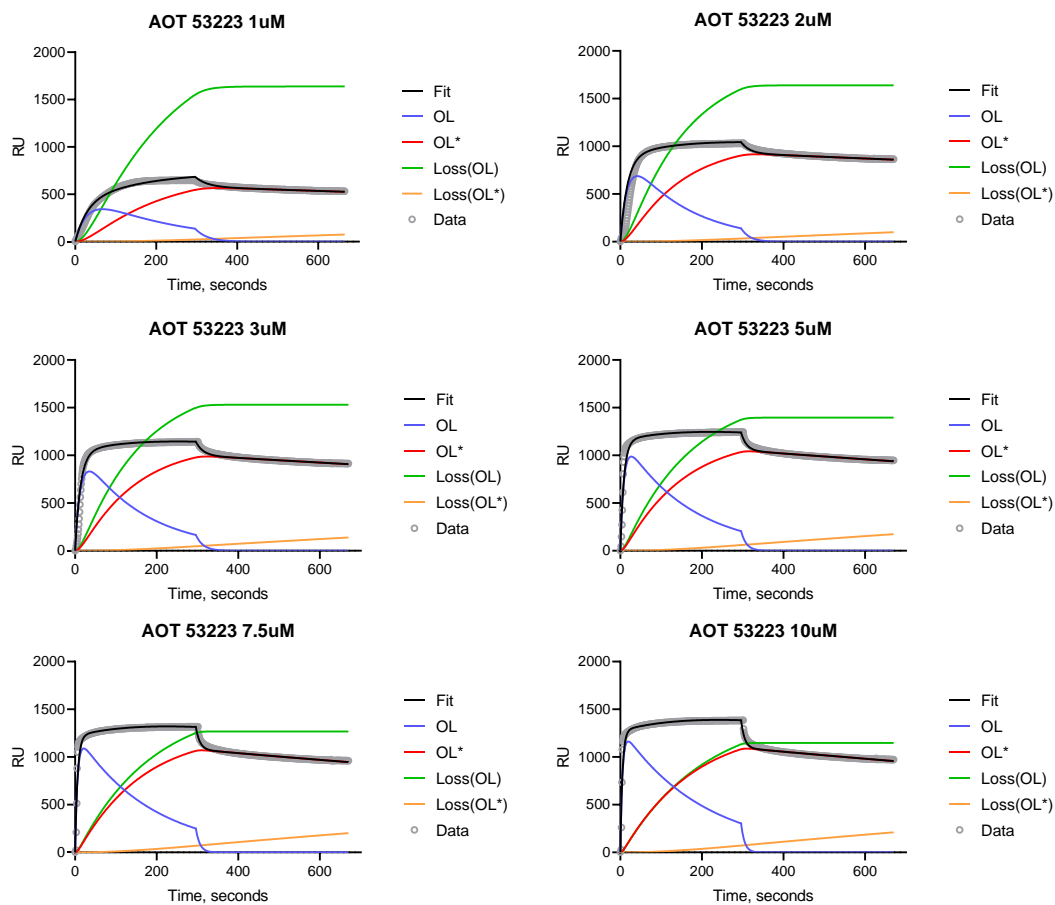 AOT 53223 1uM
2000
1500
1000
500
0
RU
0 200 400 600
Time, seconds
Fit
OL
OL*
Loss(OL)
Loss(OL*)
Data
AOT 53223 2uM
2000
1500
1000
500
0
RU
0 200 400 600
Time, seconds
Fit
OL
OL*
Loss(OL)
Loss(OL*)
Data
AOT 53223 3uM
2000
1500
1000
500
0
RU
0 200 400 600
Time, seconds
Fit
OL
OL*
Loss(OL)
Loss(OL*)
Data
AOT 53223 5uM
2000
1500
1000
500
0
RU
0 200 400 600
Time, seconds
Fit
OL
OL*
Loss(OL)
Loss(OL*)
Data
AOT 53223 7.5uM
2000
1500
1000
500
0
RU
0 200 400 600
Time, seconds
Fit
OL
OL*
Loss(OL)
Loss(OL*)
Data
AOT 53223 10uM
2000
1500
1000
500
0
RU
0 200 400 600
Time, seconds
Fit
OL
OL*
Loss(OL)
Loss(OL*)
Data